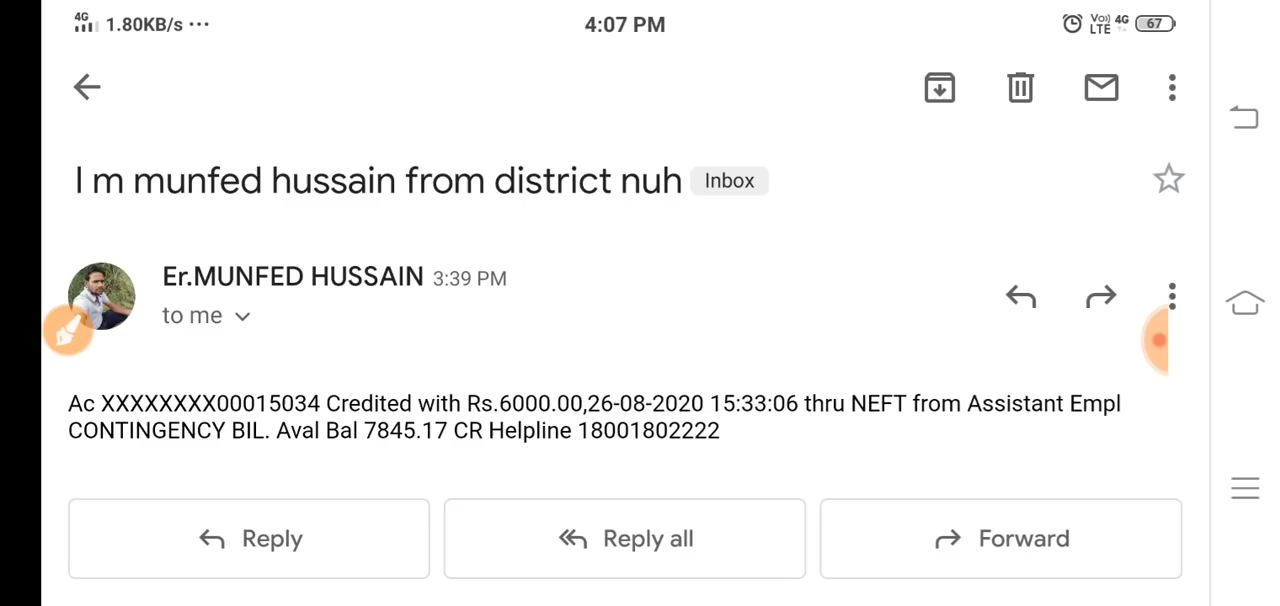 4G 1.80KB/s ... 4:07 PM Vo) LTE 4G 67
I m munfed hussain from district nuh Inbox
Er.MUNFED HUSSAIN 3:39 PM
to me
Ac XXXXXXXX00015034 Credited with Rs.6000.00,26-08-2020 15:33:06 thru NEFT from Assistant Empl
CONTINGENCY BIL. Aval Bal 7845.17 CR Helpline 18001802222
Reply Reply all Forward